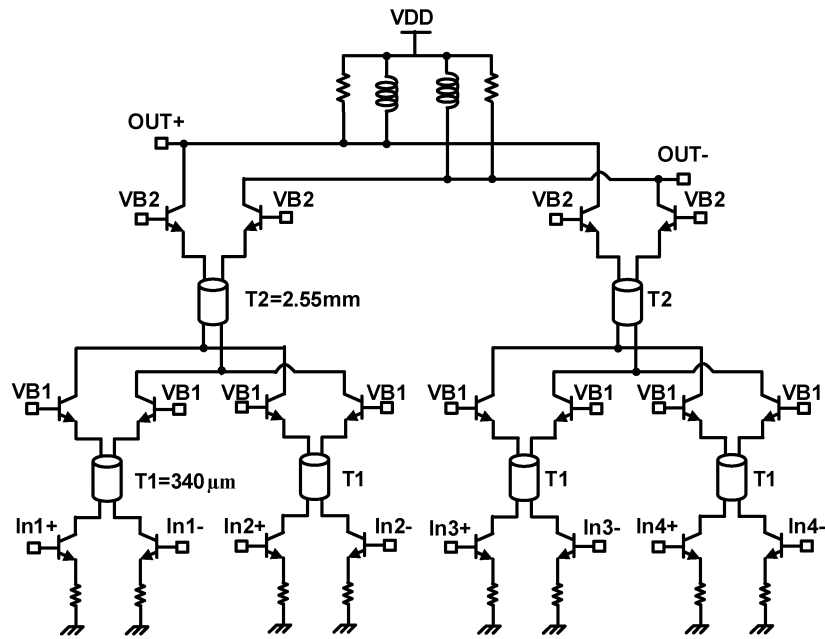 VDD
OUT+
OUT-
VB2
VB2
VB2
VB2
T2=2.55mm
T2
VB1
VB1
VB1
VB1
VB1
VB1
VB1
VB1
T1=340μm
T1
T1
T1
In1+
In1-
In2+
In2-
In3+
In3-
In4+
In4-